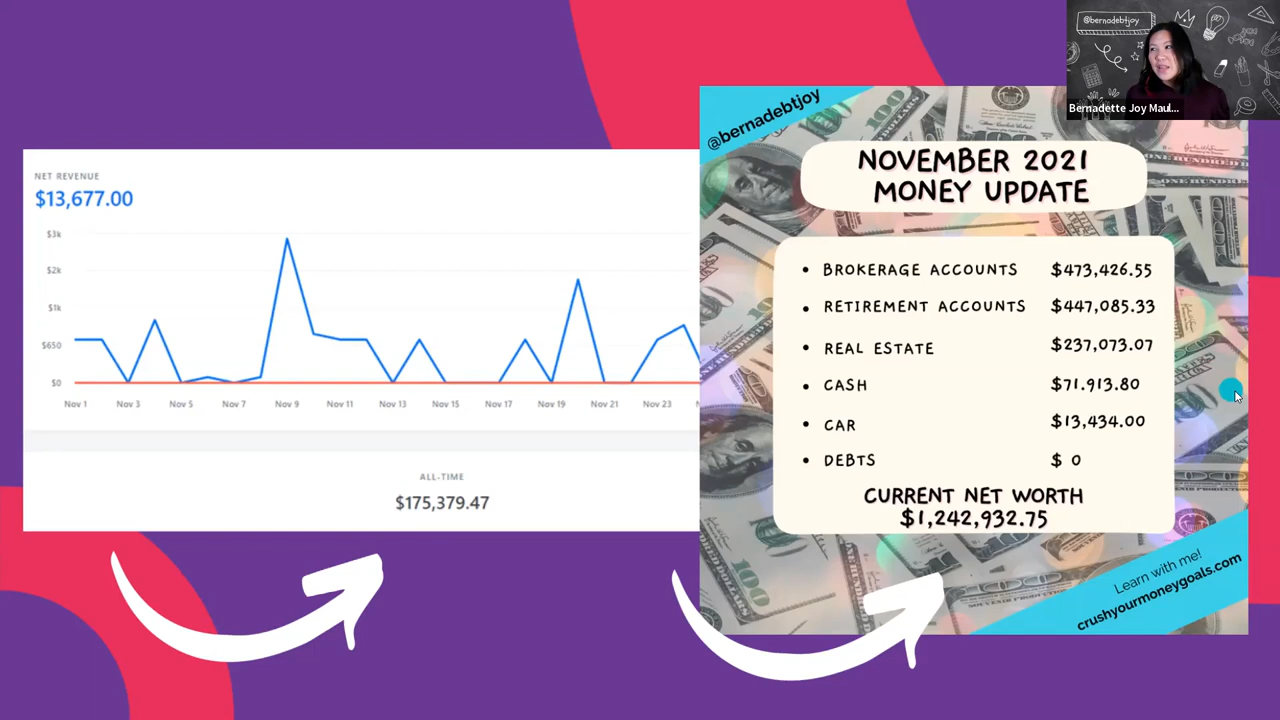 @bernadebtjoy
Bernadette Joy Maul...
NET REVENUE
$13,677.00
$3k
$2k
$1k
$650
$0
Nov 1 Nov 3 Nov 5 Nov 7 Nov 9 Nov 11 Nov 13 Nov 15 Nov 17 Nov 19 Nov 21 Nov 23
ALL-TIME
$175,379.47
@bernadebtjoy
NOVEMBER 2021
MONEY UPDATE
• BROKERAGE ACCOUNTS $473,426.55
• RETIREMENT ACCOUNTS $447,085.33
• REAL ESTATE $237,073.07
• CASH $71,913.80
• CAR $13,434.00
• DEBTS $ 0
CURRENT NET WORTH
$1,242,932.75
Learn with me!
crushyourmoneygoals.com